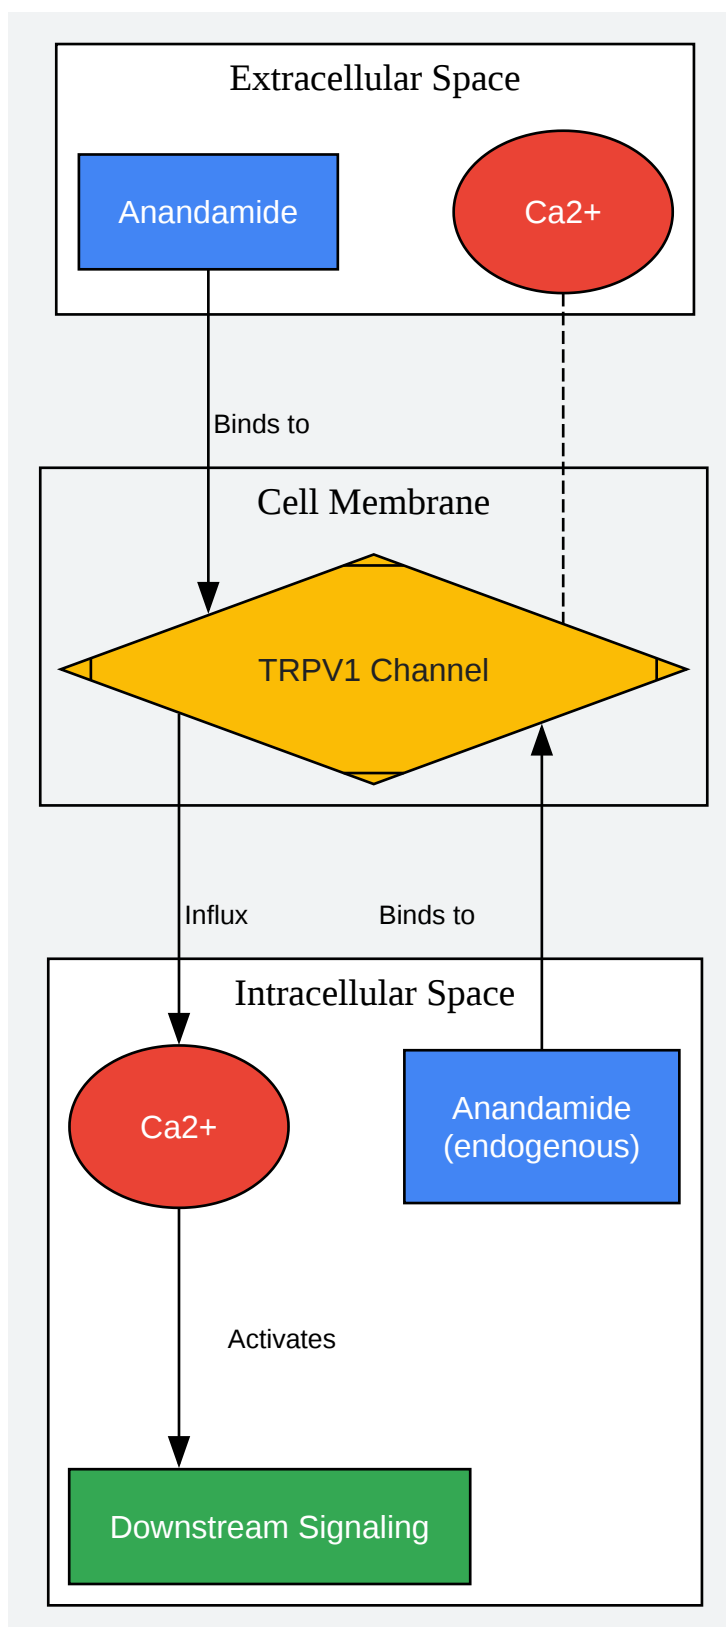 Extracellular Space
Anandamide
Ca2+
Binds to
Cell Membrane
TRPV1 Channel
Influx
Binds to
Intracellular Space
Ca2+
Anandamide
(endogenous)
Activates
Downstream Signaling